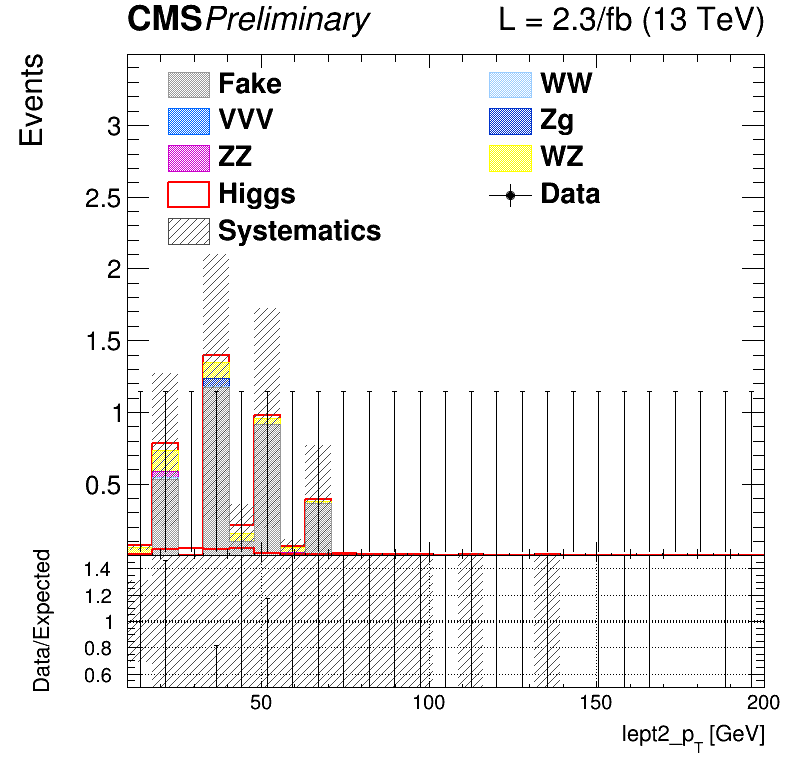 CMS Preliminary L = 2.3/fb (13 TeV)
Events
Fake WW
VVV Zg
ZZ WZ
Higgs Data
Systematics
3
2.5
2
1.5
1
0.5
Data/Expected
1.4
1.2
1
0.8
0.6
50 100 150 200
lept2_p_T [GeV]